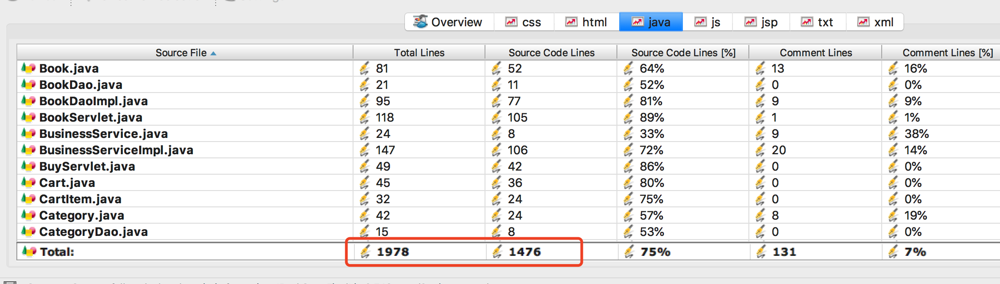 Overview css html java js jsp txt xml
Source File Total Lines Source Code Lines Source Code Lines [%] Comment Lines Comment Lines [%]
Book.java 81 52 64% 13 16%
BookDao.java 21 11 52% 0 0%
BookDaoImpl.java 95 77 81% 9 9%
BookServlet.java 118 105 89% 1 1%
BusinessService.java 24 8 33% 9 38%
BusinessServiceImpl.java 147 106 72% 20 14%
BuyServlet.java 49 42 86% 0 0%
Cart.java 45 36 80% 0 0%
CartItem.java 32 24 75% 0 0%
Category.java 42 24 57% 8 19%
CategoryDao.java 15 8 53% 0 0%
Total: 1978 1476 75% 131 7%